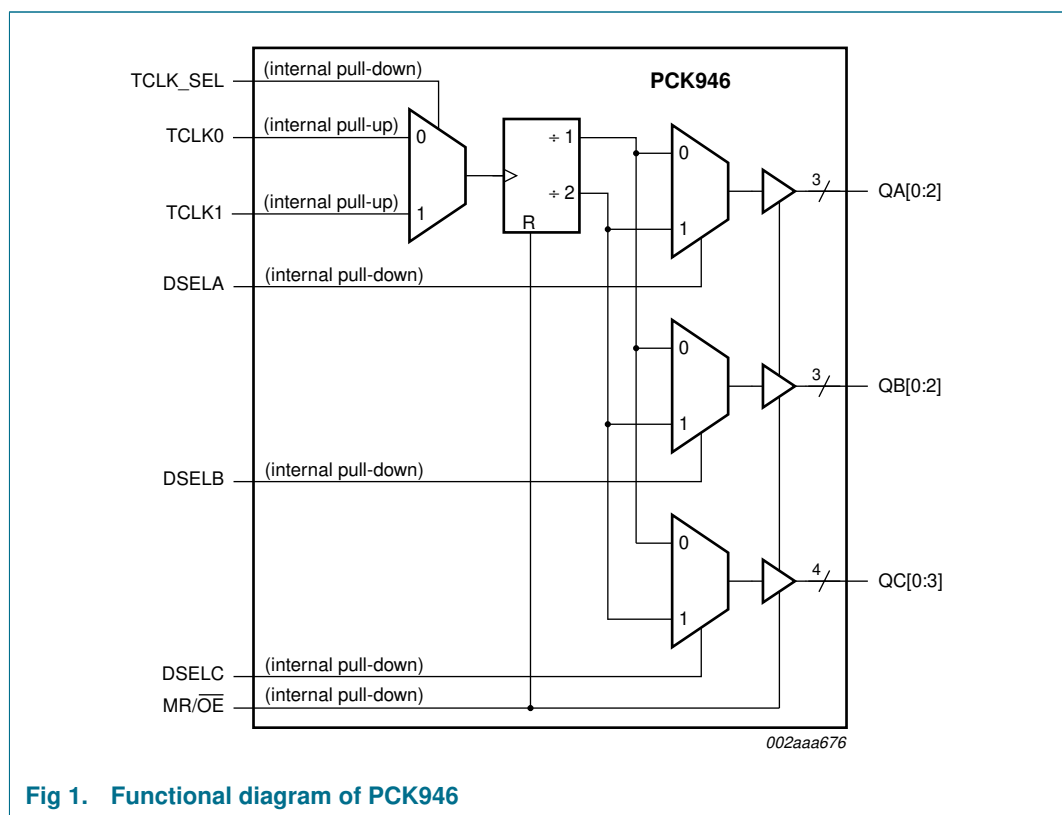 PCK946
TCLK_SEL (internal pull-down)
TCLK0 (internal pull-up) 0
TCLK1 (internal pull-up) 1
÷ 1
÷ 2
R
0
1
3
QA[0:2]
DSELA (internal pull-down)
0
1
3
QB[0:2]
DSELB (internal pull-down)
0
1
4
QC[0:3]
DSELC (internal pull-down)
MR/O̅E̅ (internal pull-down)
002aaa676
Fig 1. Functional diagram of PCK946